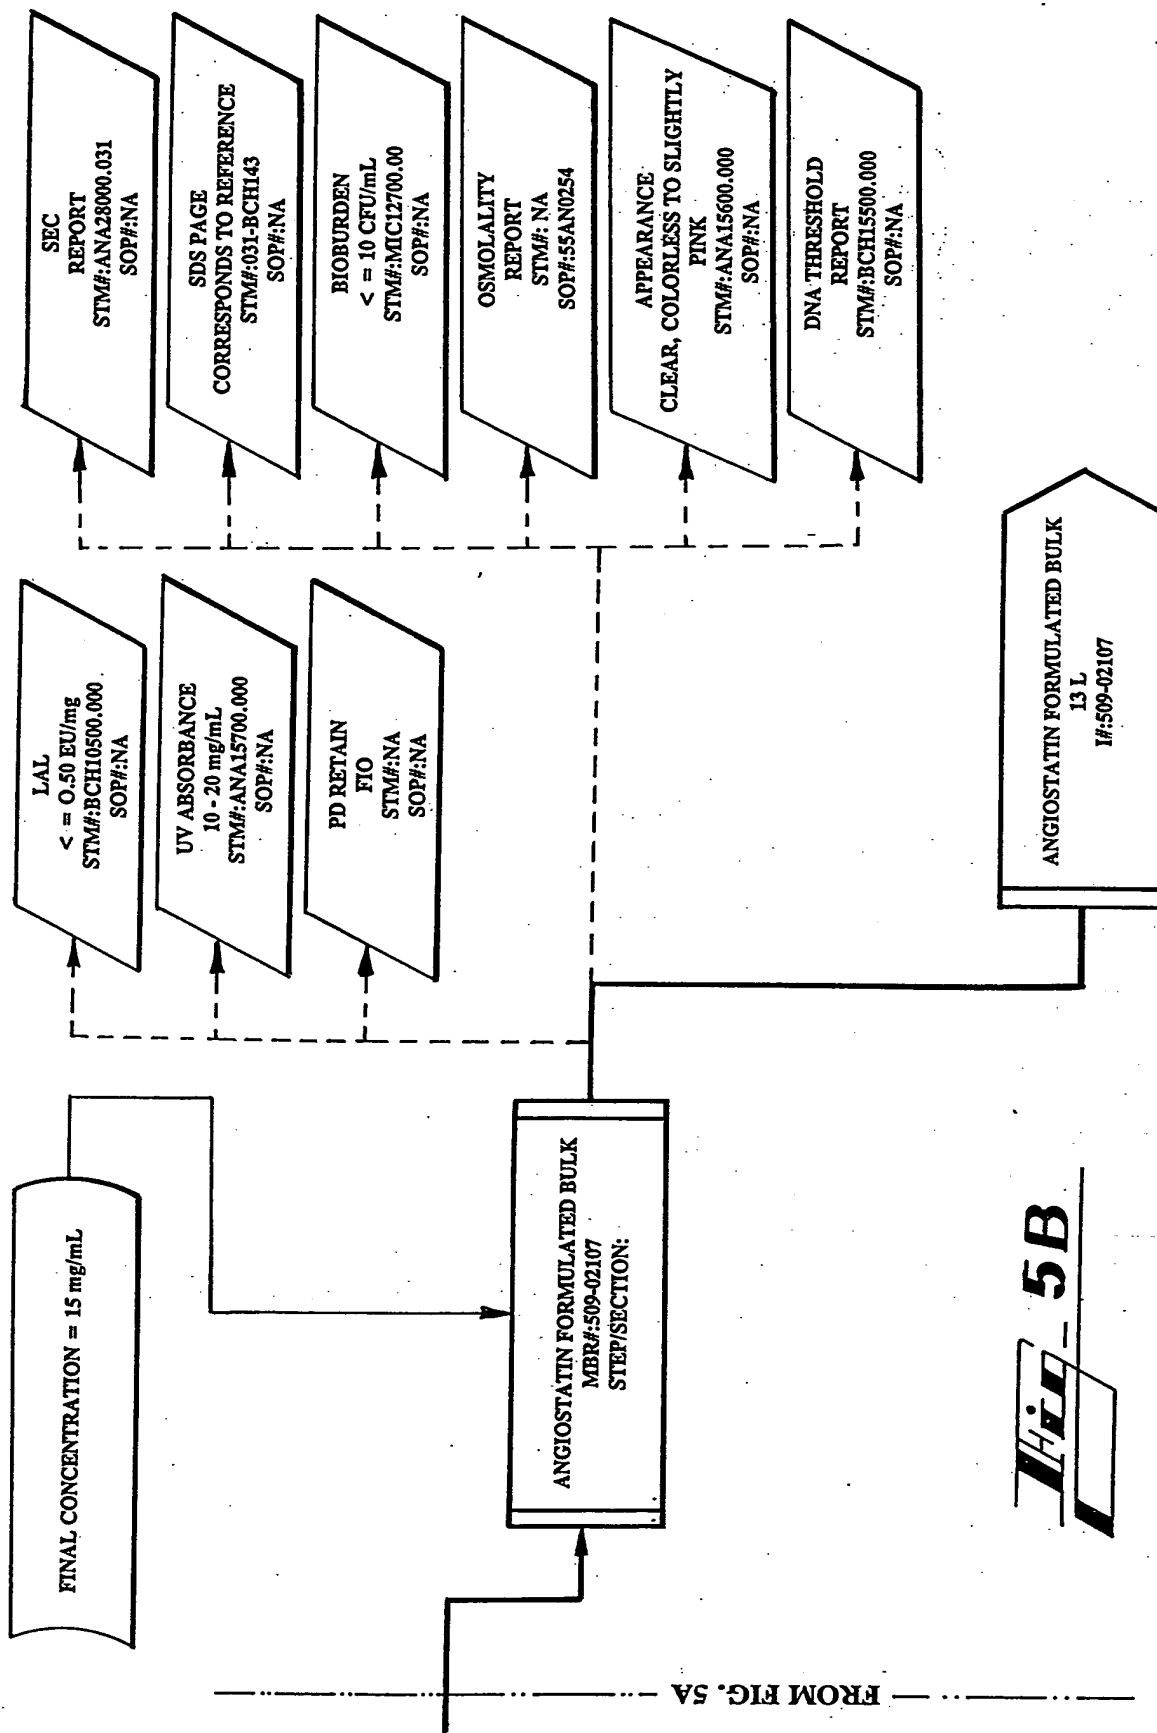 FINAL CONCENTRATION = 15 mg/mL
LAL
< = O.50 EU/mg
STM#:BCH10500.000
SOP#:NA
UV ABSORBANCE
10 - 20 mg/mL
STM#:ANA15700.000
SOP#:NA
PD RETAIN
FIO
STM#:NA
SOP#:NA
SEC
REPORT
STM#:ANA28000.031
SOP#:NA
SDS PAGE
CORRESPONDS TO REFERENCE
STM#:031-BCH143
SOP#:NA
BIOBURDEN
< = 10 CFU/mL
STM#:MIC12700.00
SOP#:NA
OSMOLALITY
REPORT
STM#: NA
SOP#:55AN0254
APPEARANCE
CLEAR, COLORLESS TO SLIGHTLY
PINK
STM#:ANA15600.000
SOP#:NA
DNA THRESHOLD
REPORT
STM#:BCH15500.000
SOP#:NA
ANGIOSTATIN FORMULATED BULK
MBR#:509-02107
STEP/SECTION:
ANGIOSTATIN FORMULATED BULK
13 L
I#:509-02107
FROM FIG. 5A
Fig_ 5B